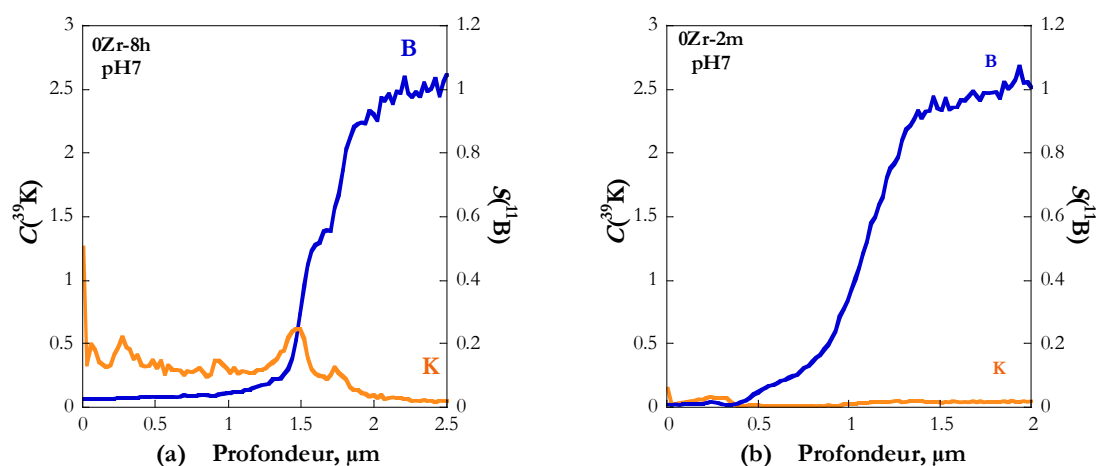 0Zr-8h
pH7
B
K
C(³⁹K)
S(¹¹B)
3
2.5
2
1.5
1
0.5
0
1.2
1
0.8
0.6
0.4
0.2
0
0 0.5 1 1.5 2 2.5
(a) Profondeur, µm
0Zr-2m
pH7
B
K
C(³⁹K)
S(¹¹B)
3
2.5
2
1.5
1
0.5
0
1.2
1
0.8
0.6
0.4
0.2
0
0 0.5 1 1.5 2
(b) Profondeur, µm